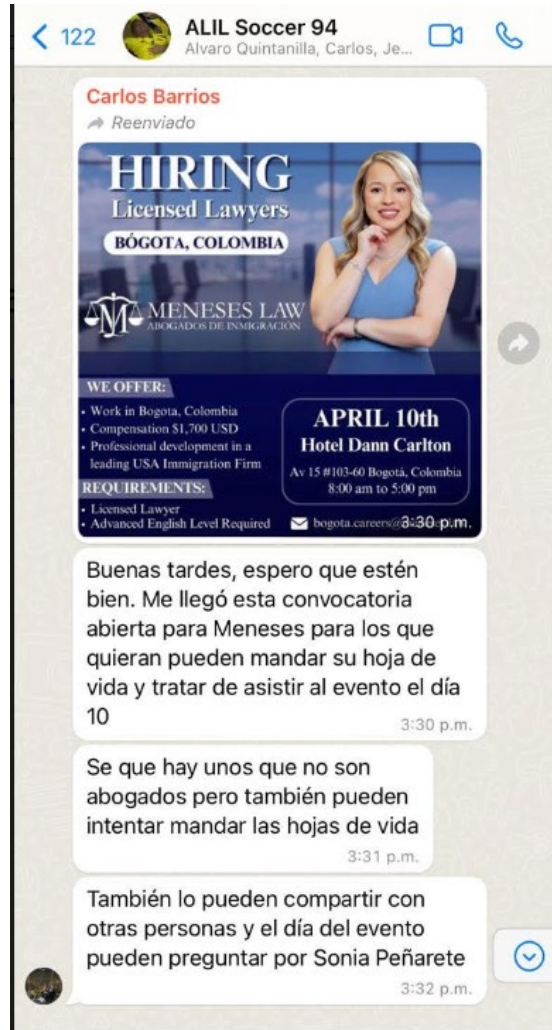 122
ALIL Soccer 94
Alvaro Quintanilla, Carlos, Je...
Carlos Barrios
Reenviado
HIRING
Licensed Lawyers
BÓGOTA, COLOMBIA
M
MENESES LAW
ABOGADOS DE INMIGRACIÓN
WE OFFER:
• Work in Bogota, Colombia
• Compensation $1,700 USD
• Professional development in a
leading USA Immigration Firm
REQUIREMENTS:
• Licensed Lawyer
• Advanced English Level Required
APRIL 10th
Hotel Dann Carlton
Av 15 #103-60 Bogotá, Colombia
8:00 am to 5:00 pm
bogota.careers
3:30 p.m.
Buenas tardes, espero que estén
bien. Me llegó esta convocatoria
abierta para Meneses para los que
quieran pueden mandar su hoja de
vida y tratar de asistir al evento el día
10
3:30 p.m.
Se que hay unos que no son
abogados pero también pueden
intentar mandar las hojas de vida
3:31 p.m.
También lo pueden compartir con
otras personas y el día del evento
pueden preguntar por Sonia Peñarete
3:32 p.m.